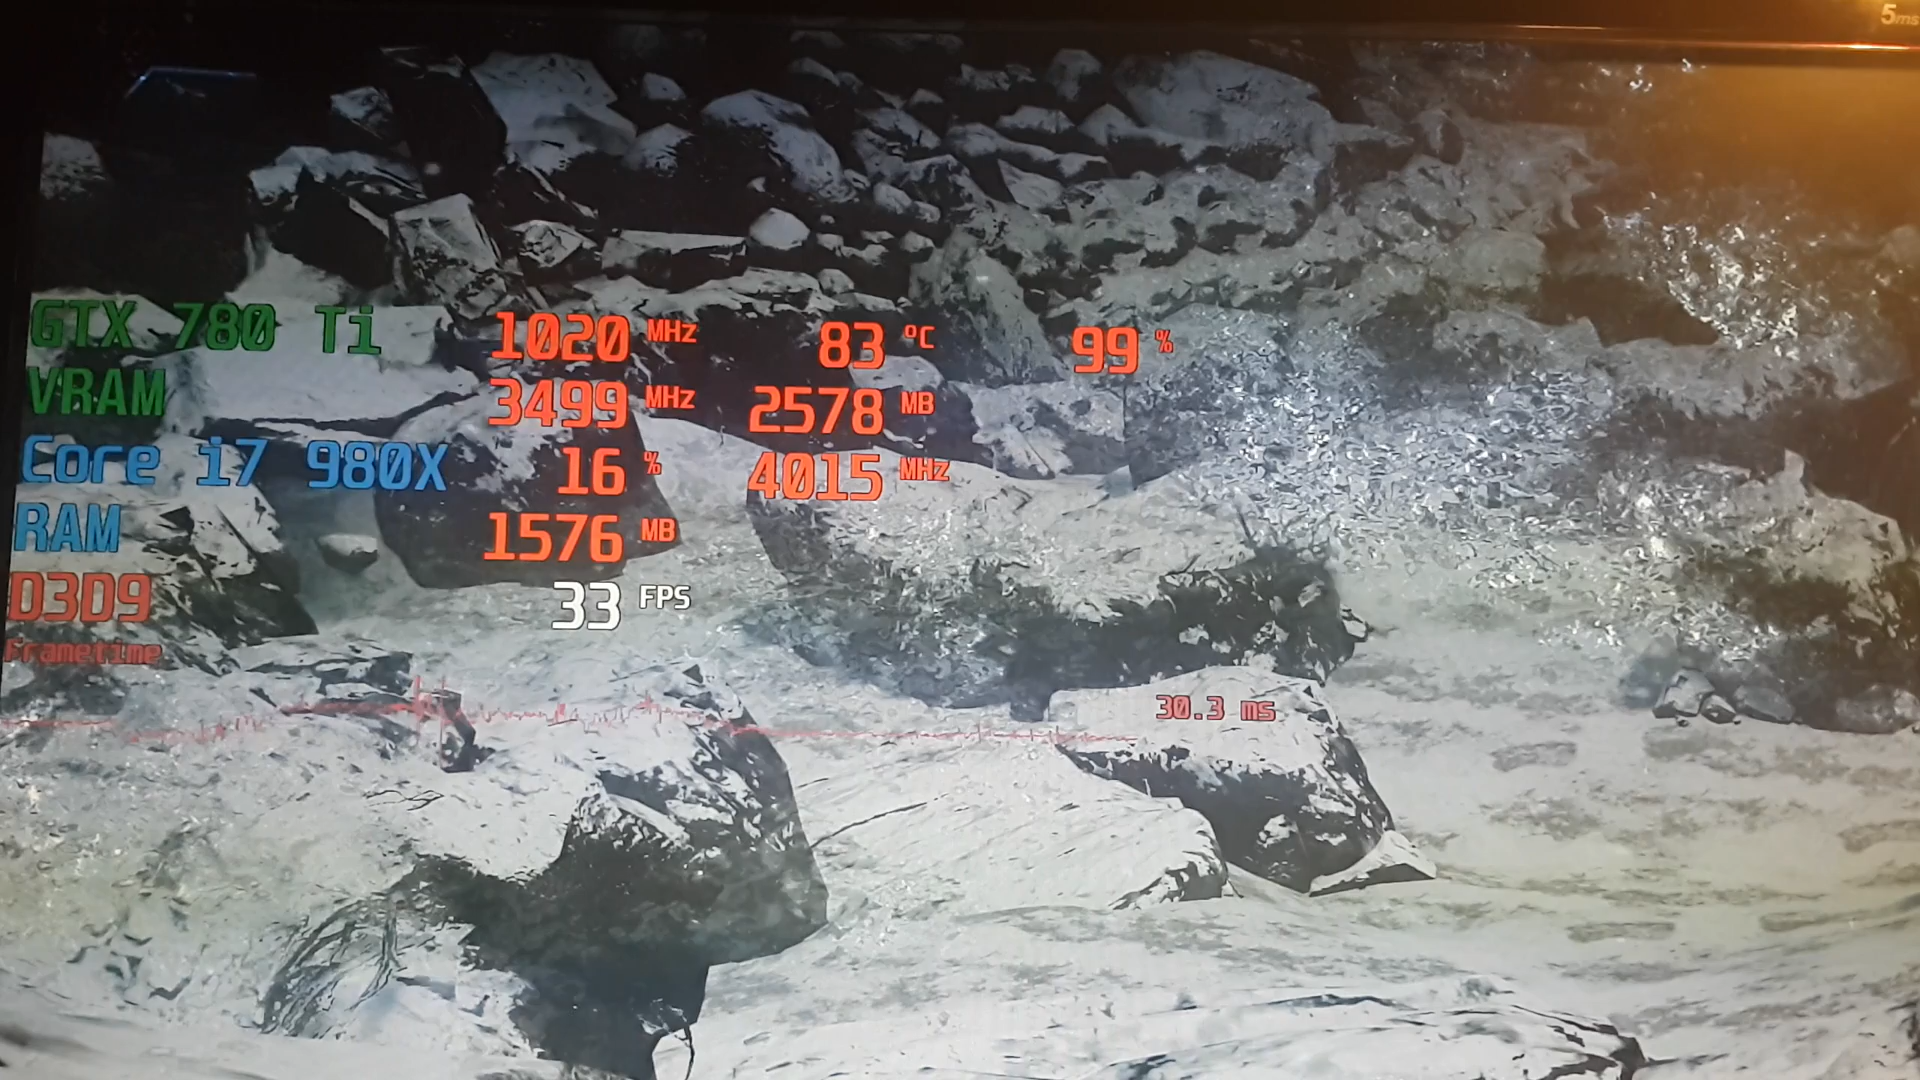 5ms
GTX 780 Ti 1020 MHz 83 °C 99 %
VRAM 3499 MHz 2578 MB
Core i7 980X 16 % 4015 MHz
RAM 1576 MB
D3D9 33 FPS
Frametime
30.3 ms